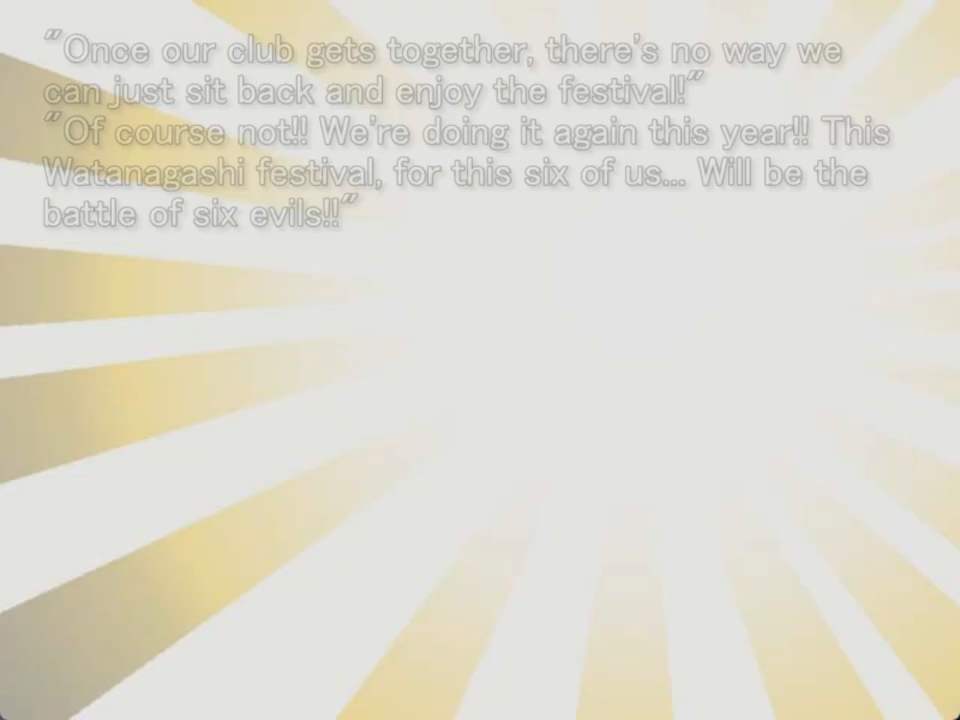 "Once our club gets together, there's no way we
can just sit back and enjoy the festival!"
"Of course not!! We're doing it again this year!! This
Watanagashi festival, for this six of us... Will be the
battle of six evils!!"